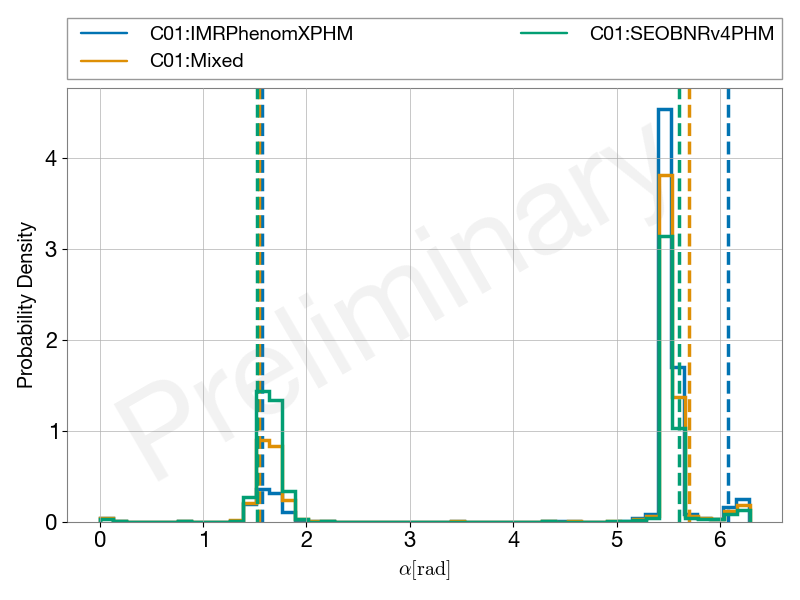 C01:IMRPhenomXPHM
C01:Mixed
C01:SEOBNRv4PHM
Preliminary
Probability Density
4
3
2
1
0
0 1 2 3 4 5 6
α[rad]